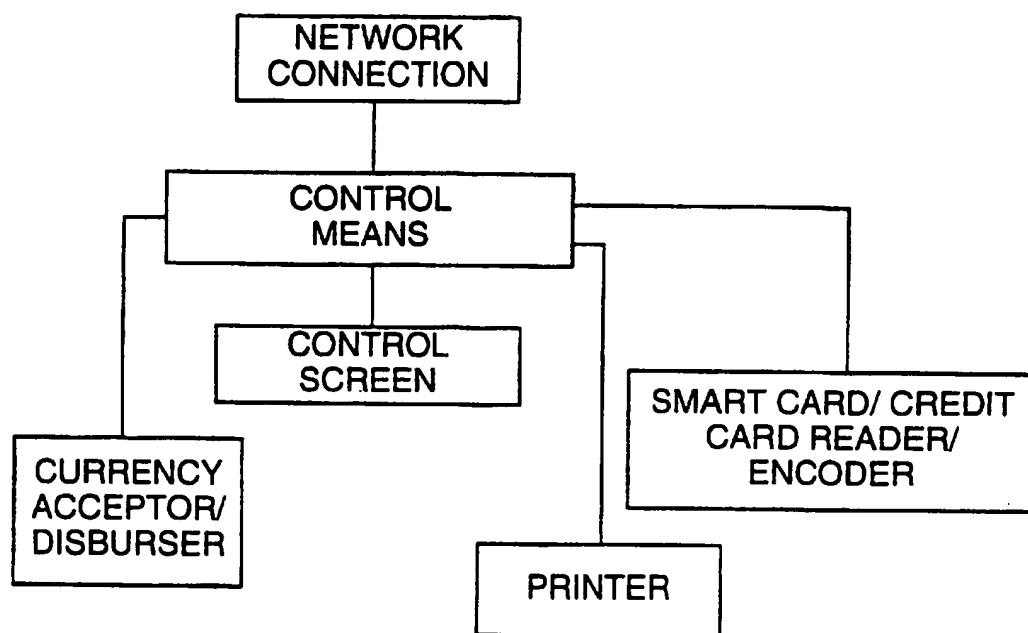 NETWORK
CONNECTION
CONTROL
MEANS
CONTROL
SCREEN
SMART CARD/ CREDIT
CARD READER/
ENCODER
CURRENCY
ACCEPTOR/
DISBURSER
PRINTER